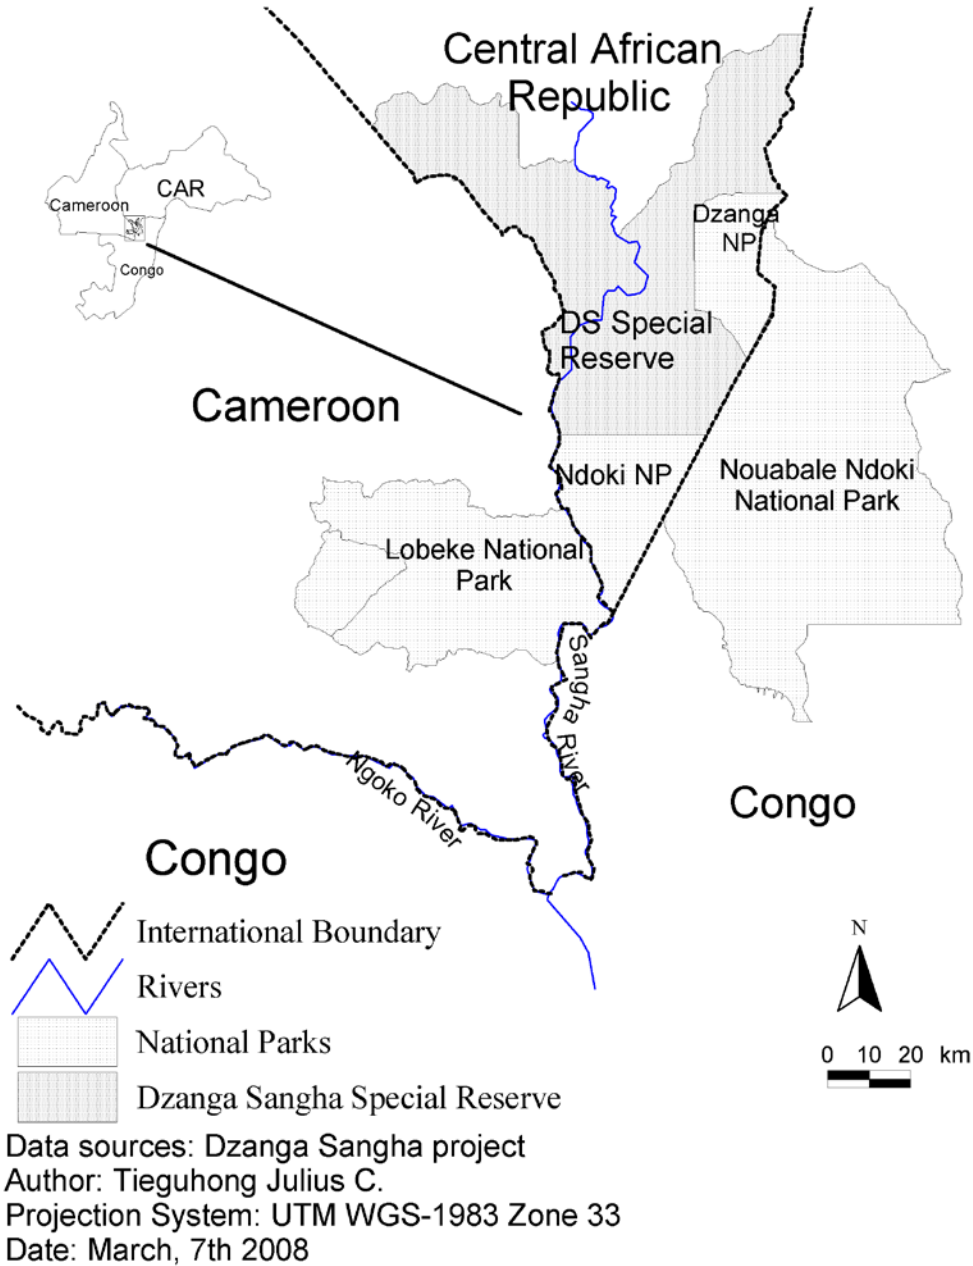 Central African
Republic
CAR
Cameroon
Congo
Dzanga
NP
DS Special
Reserve
Cameroon
Ndoki NP
Nouabale Ndoki
National Park
Lobeke National
Park
Sangha River
Ngoko River
Congo
Congo
International Boundary
Rivers
National Parks
Dzanga Sangha Special Reserve
N
0 10 20 km
Data sources: Dzanga Sangha project
Author: Tieguhong Julius C.
Projection System: UTM WGS-1983 Zone 33
Date: March, 7th 2008